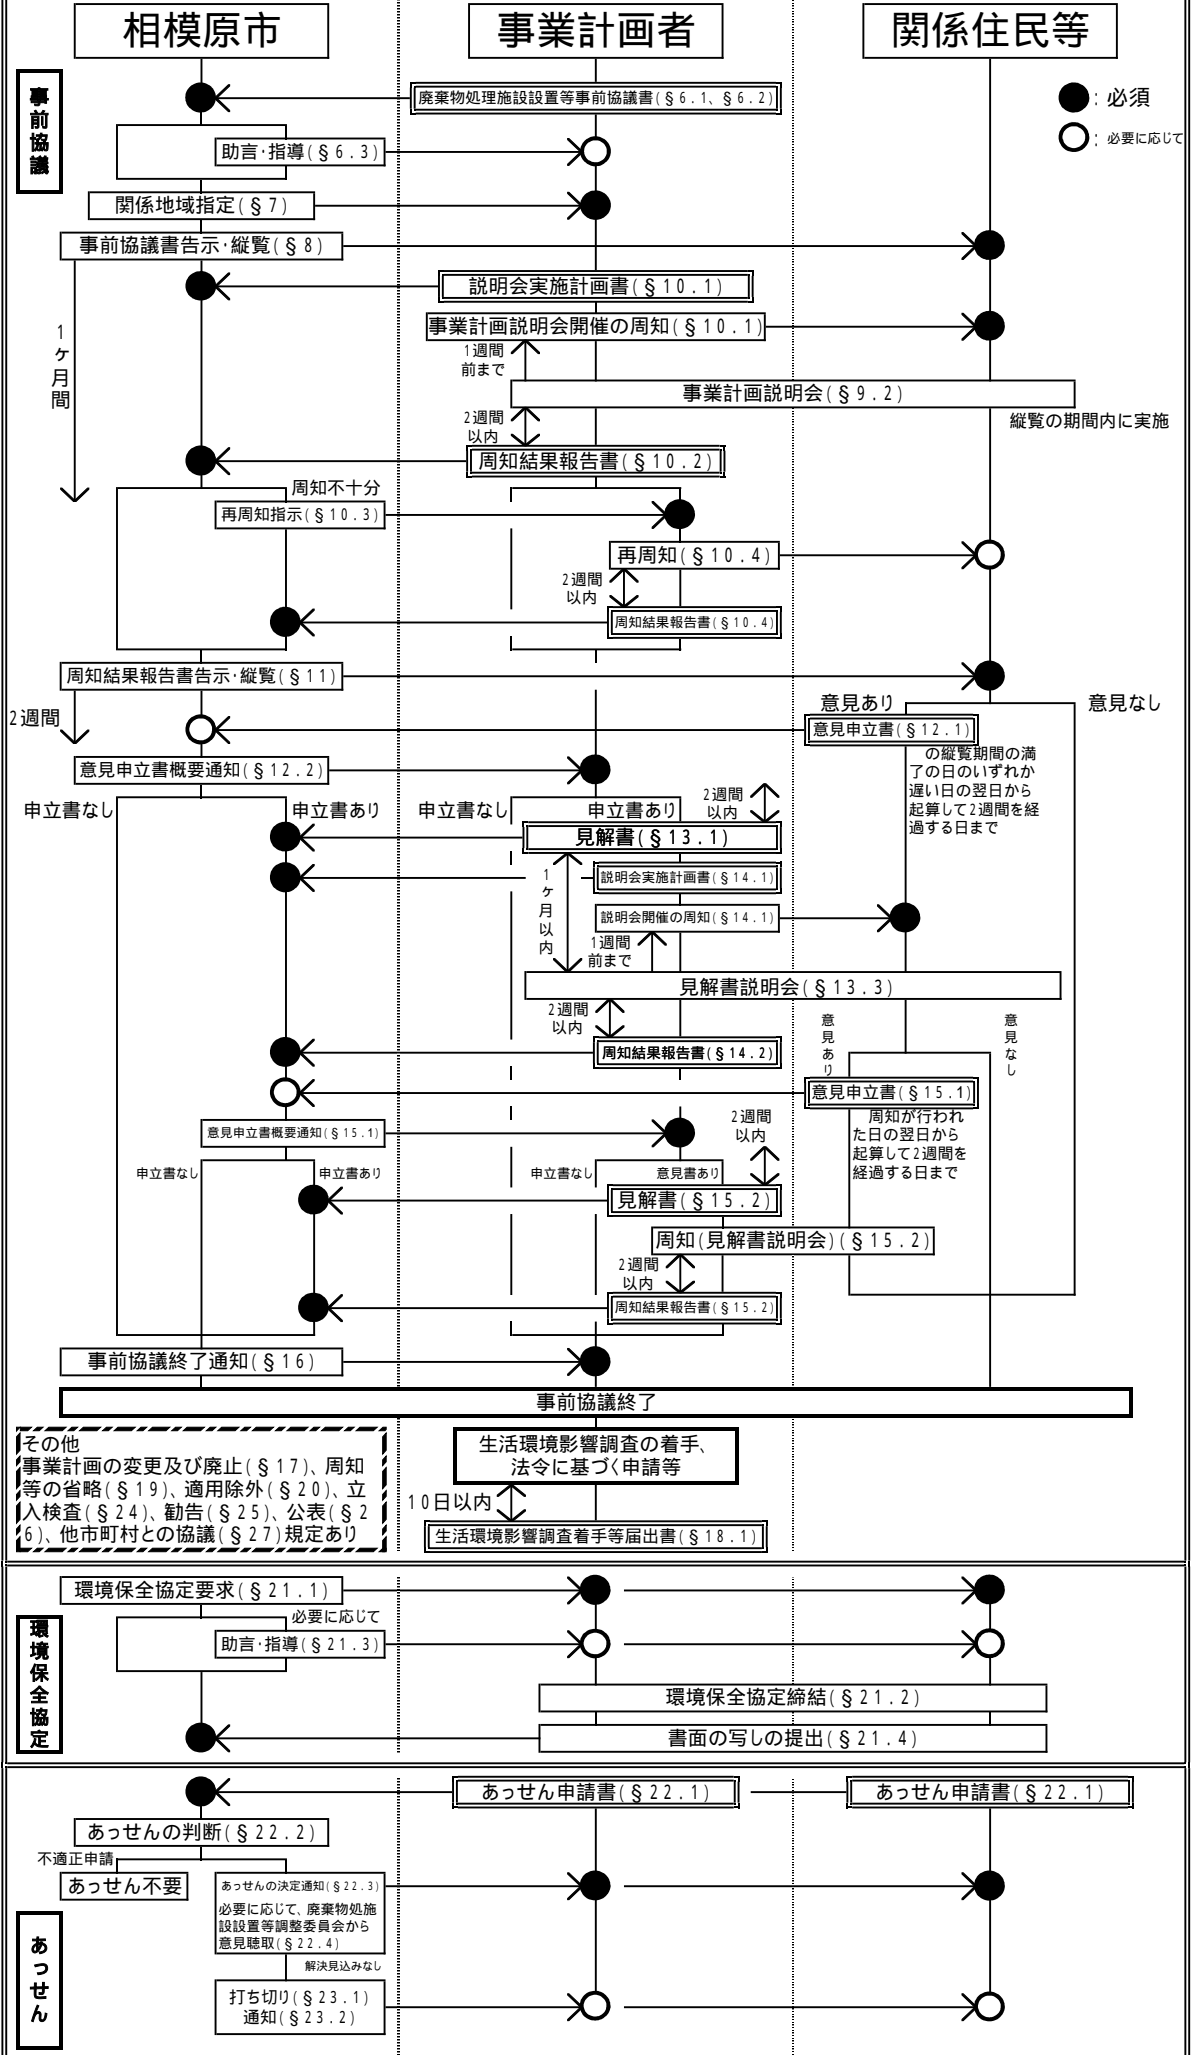 相模原市
事業計画者
関係住民等
事前協議
廃棄物処理施設設置等事前協議書(§6.1、§6.2)
：必須
：必要に応じて
助言・指導(§6.3)
関係地域指定(§7)
事前協議書告示・縦覧(§8)
説明会実施計画書(§10.1)
事業計画説明会開催の周知(§10.1)
1ヶ月間
1週間
前まで
事業計画説明会(§9.2)
2週間
以内
縦覧の期間内に実施
周知結果報告書(§10.2)
周知不十分
再周知指示(§10.3)
再周知(§10.4)
2週間
以内
周知結果報告書(§10.4)
周知結果報告書告示・縦覧(§11)
2週間
意見あり
意見なし
意見申立書(§12.1)
の縦覧期間の満
了の日のいずれか
遅い日の翌日から
起算して2週間を経
過する日まで
意見申立書概要通知(§12.2)
申立書なし
申立書あり
申立書なし
申立書あり
2週間
以内
見解書(§13.1)
説明会実施計画書(§14.1)
1ヶ月以内
説明会開催の周知(§14.1)
1週間
前まで
見解書説明会(§13.3)
2週間
以内
意見あり
意見なし
周知結果報告書(§14.2)
意見申立書(§15.1)
周知が行われ
た日の翌日から
起算して2週間を
経過する日まで
意見申立書概要通知(§15.1)
2週間
以内
申立書なし
申立書あり
申立書なし
意見書あり
見解書(§15.2)
周知(見解書説明会)(§15.2)
2週間
以内
周知結果報告書(§15.2)
事前協議終了通知(§16)
事前協議終了
その他
事業計画の変更及び廃止(§17)、周知
等の省略(§19)、適用除外(§20)、立
入検査(§24)、勧告(§25)、公表(§2
6)、他市町村との協議(§27)規定あり
生活環境影響調査の着手、
法令に基づく申請等
10日以内
生活環境影響調査着手等届出書(§18.1)
環境保全協定
環境保全協定要求(§21.1)
必要に応じて
助言・指導(§21.3)
環境保全協定締結(§21.2)
書面の写しの提出(§21.4)
あっせん
あっせん申請書(§22.1)
あっせん申請書(§22.1)
あっせんの判断(§22.2)
不適正申請
あっせん不要
あっせんの決定通知(§22.3)
必要に応じて、廃棄物処施
設設置等調整委員会から
意見聴取(§22.4)
解決見込みなし
打ち切り(§23.1)
通知(§23.2)